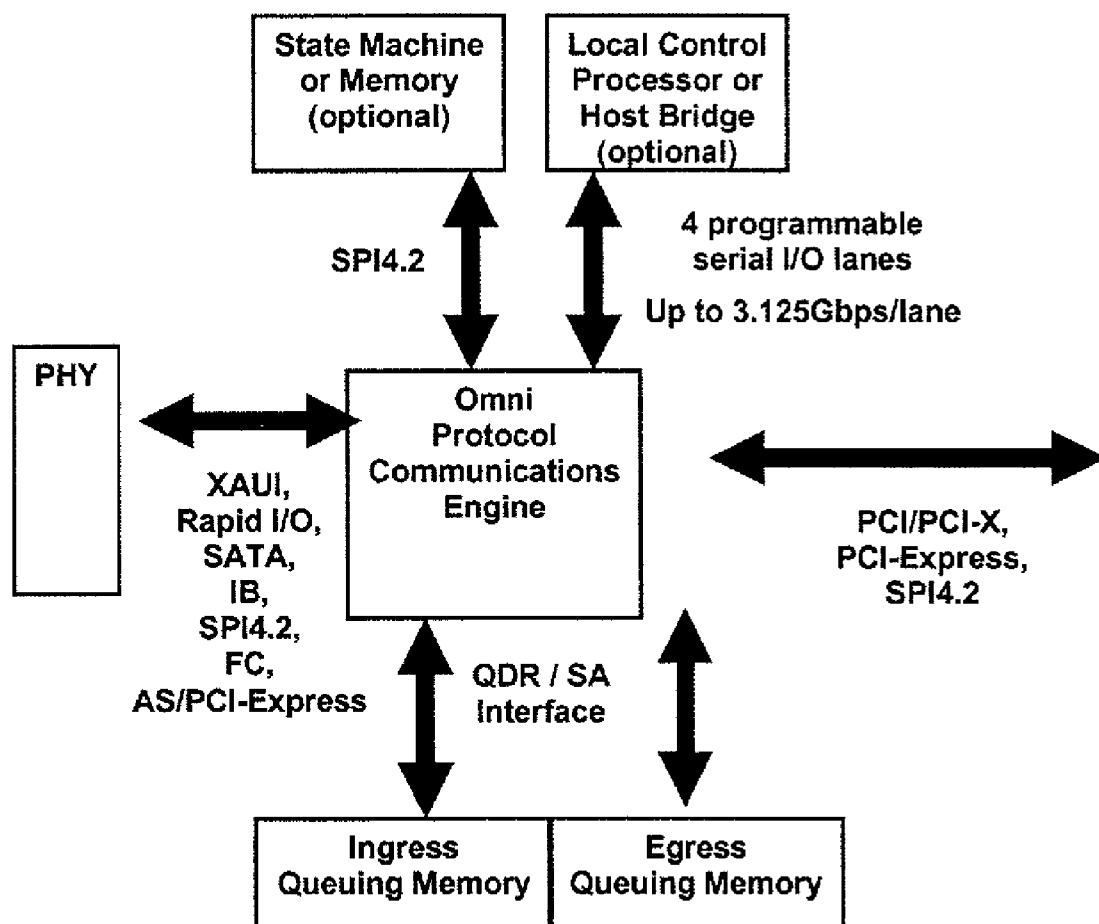 State Machine
or Memory
(optional)
Local Control
Processor or
Host Bridge
(optional)
SPI4.2
4 programmable
serial I/O lanes
Up to 3.125Gbps/lane
PHY
Omni
Protocol
Communications
Engine
XAUI,
Rapid I/O,
SATA,
IB,
SPI4.2,
FC,
AS/PCI-Express
PCI/PCI-X,
PCI-Express,
SPI4.2
QDR / SA
Interface
Ingress
Queuing Memory
Egress
Queuing Memory